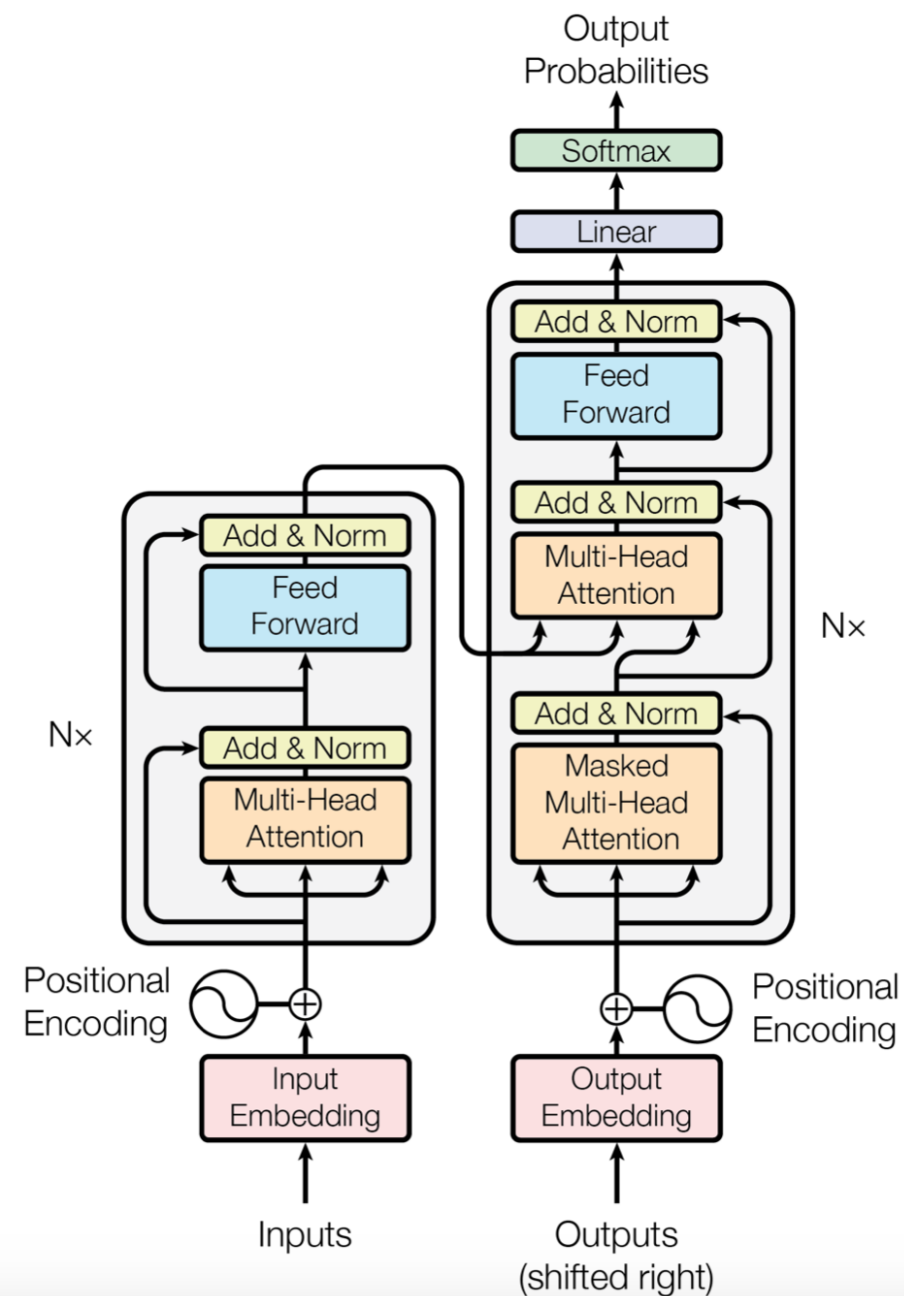 Output
Probabilities
Softmax
Linear
Add & Norm
Feed
Forward
Add & Norm
Multi-Head
Attention
Nx
Add & Norm
Masked
Multi-Head
Attention
Add & Norm
Feed
Forward
Nx
Add & Norm
Multi-Head
Attention
Positional
Encoding
Positional
Encoding
Input
Embedding
Output
Embedding
Inputs
Outputs
(shifted right)